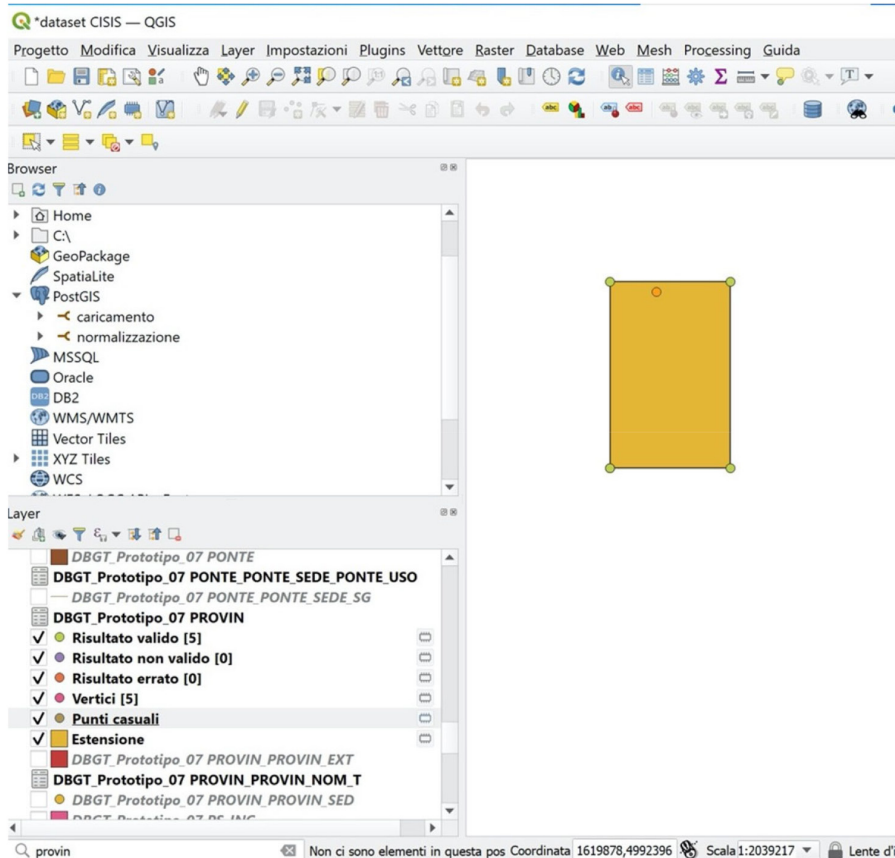 *dataset CISIS — QGIS
Progetto Modifica Visualizza Layer Impostazioni Plugins Vettore Raster Database Web Mesh Processing Guida
Browser
Home
C:\
GeoPackage
SpatiaLite
PostGIS
caricamento
normalizzazione
MSSQL
Oracle
DB2
WMS/WMTS
Vector Tiles
XYZ Tiles
WCS
Layer
DBGT_Prototipo_07 PONTE
DBGT_Prototipo_07 PONTE_PONTE_SEDE_PONTE_USO
DBGT_Prototipo_07 PONTE_PONTE_SEDE_SG
DBGT_Prototipo_07 PROVIN
Risultato valido [5]
Risultato non valido [0]
Risultato errato [0]
Vertici [5]
Punti casuali
Estensione
DBGT_Prototipo_07 PROVIN_PROVIN_EXT
DBGT_Prototipo_07 PROVIN_PROVIN_NOM_T
DBGT_Prototipo_07 PROVIN_PROVIN_SED
provin Non ci sono elementi in questa pos Coordinata 1619878,4992396 Scala 1:2039217 Lente d'i